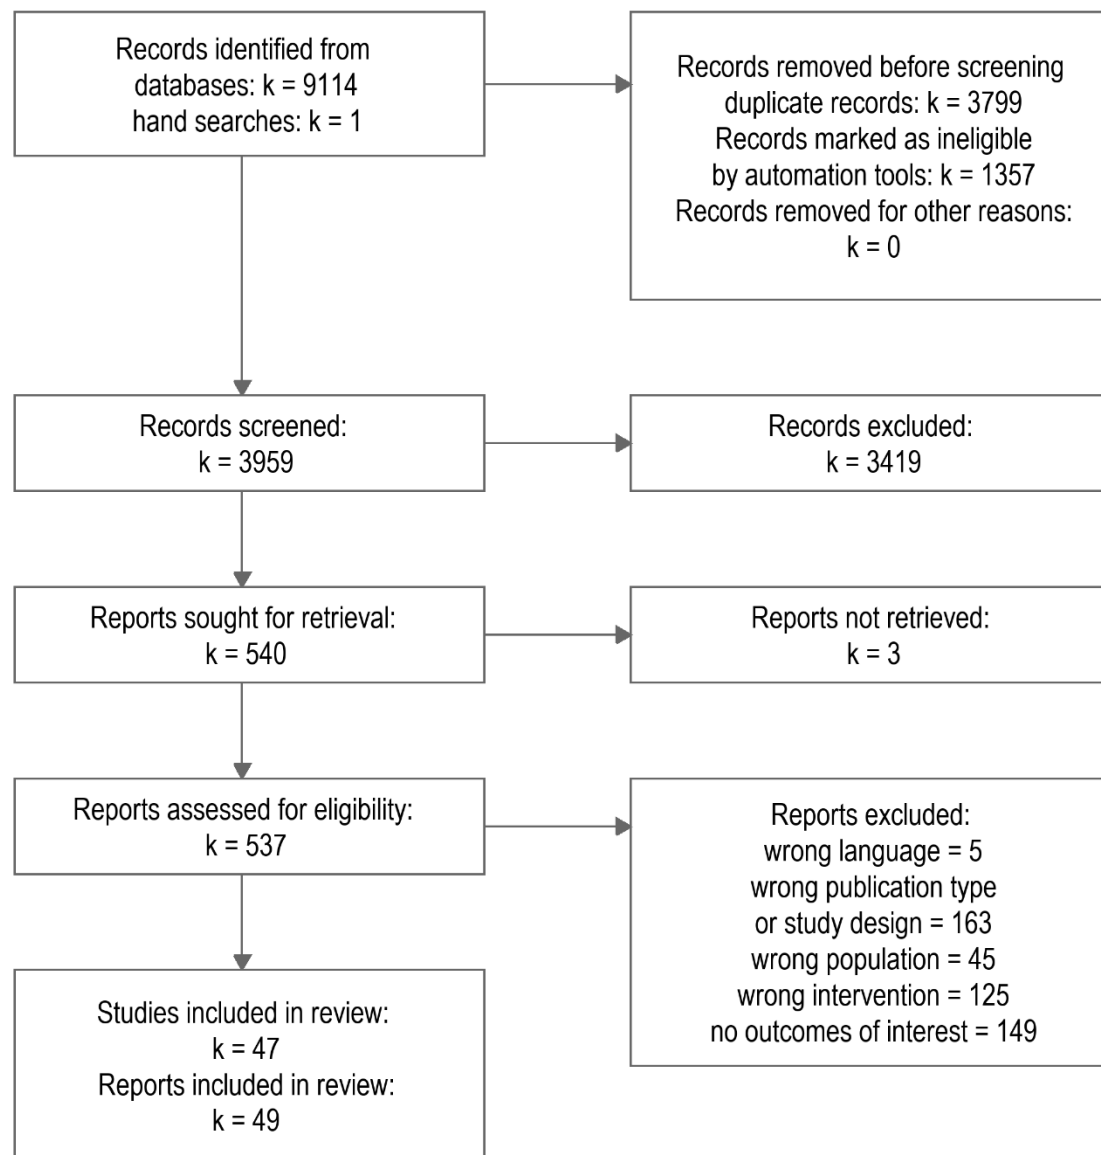 Records identified from
databases: k = 9114
hand searches: k = 1
Records removed before screening
duplicate records: k = 3799
Records marked as ineligible
by automation tools: k = 1357
Records removed for other reasons:
k = 0
Records screened:
k = 3959
Records excluded:
k = 3419
Reports sought for retrieval:
k = 540
Reports not retrieved:
k = 3
Reports assessed for eligibility:
k = 537
Reports excluded:
wrong language = 5
wrong publication type
or study design = 163
wrong population = 45
wrong intervention = 125
no outcomes of interest = 149
Studies included in review:
k = 47
Reports included in review:
k = 49